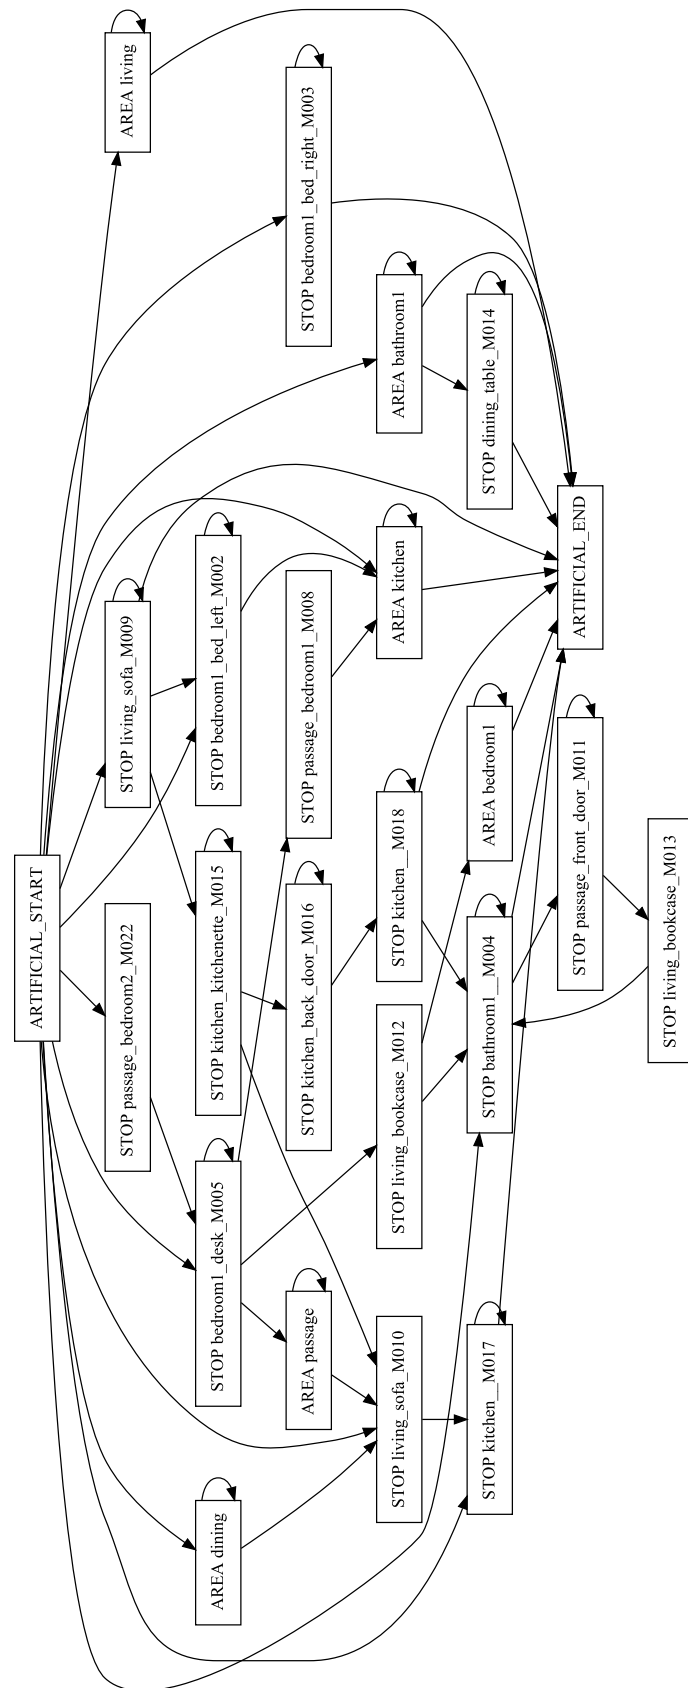 ARTIFICIAL_START
AREA living
STOP living_sofa_M009
STOP passage_bedroom2_M022
STOP bedroom1_bed_left_M002
STOP kitchen_kitchenette_M015
STOP bedroom1_desk_M005
AREA dining
STOP bedroom1_bed_right_M003
STOP passage_bedroom1_M008
STOP kitchen_back_door_M016
AREA passage
AREA bathroom1
AREA kitchen
STOP kitchen__M018
STOP living_bookcase_M012
STOP living_sofa_M010
STOP dining_table_M014
AREA bedroom1
STOP bathroom1__M004
STOP kitchen__M017
ARTIFICIAL_END
STOP passage_front_door_M011
STOP living_bookcase_M013